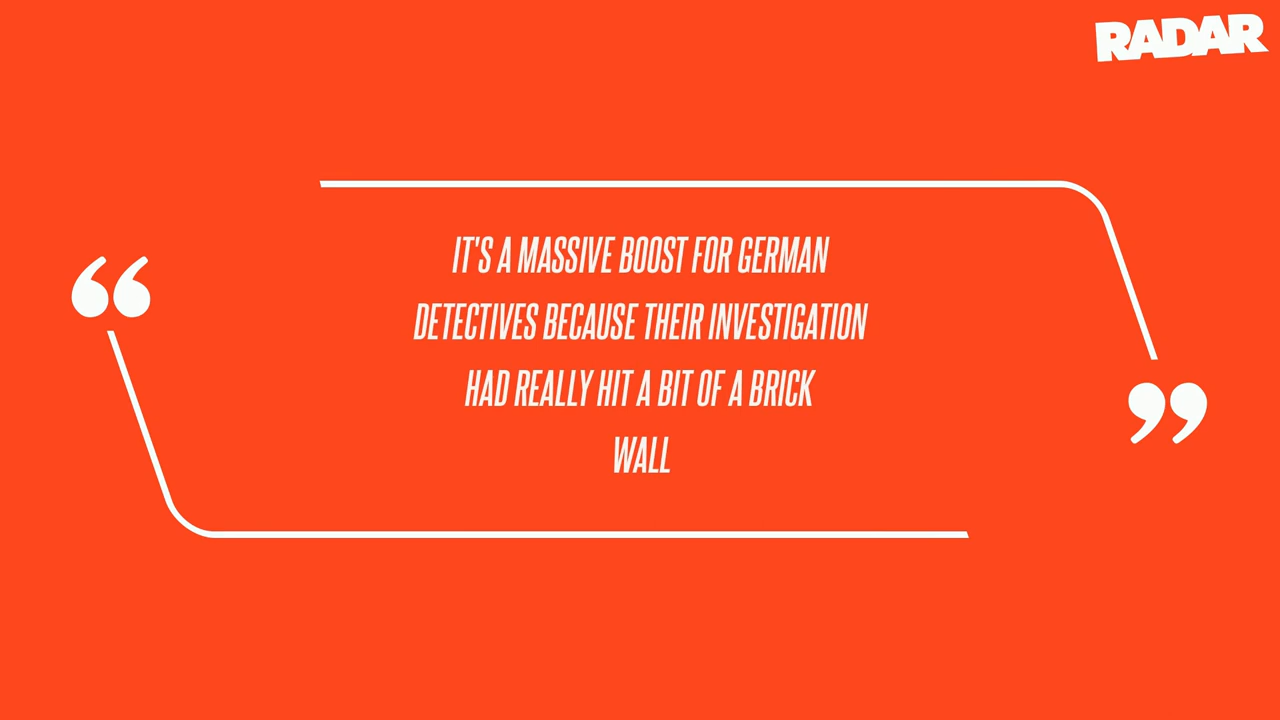 RADAR
“
IT'S A MASSIVE BOOST FOR GERMAN
DETECTIVES BECAUSE THEIR INVESTIGATION
HAD REALLY HIT A BIT OF A BRICK
WALL
”